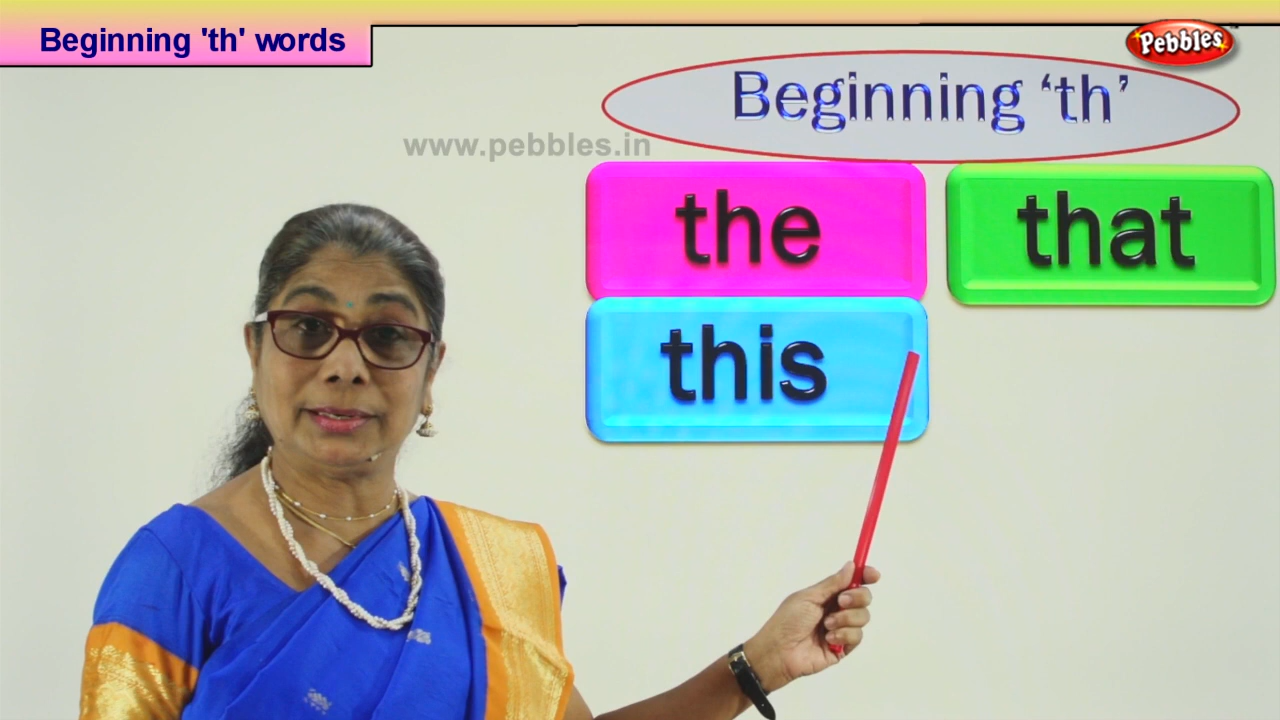 Beginning 'th' words
Pebbles
Beginning ‘th’
www.pebbles.in
the
that
this